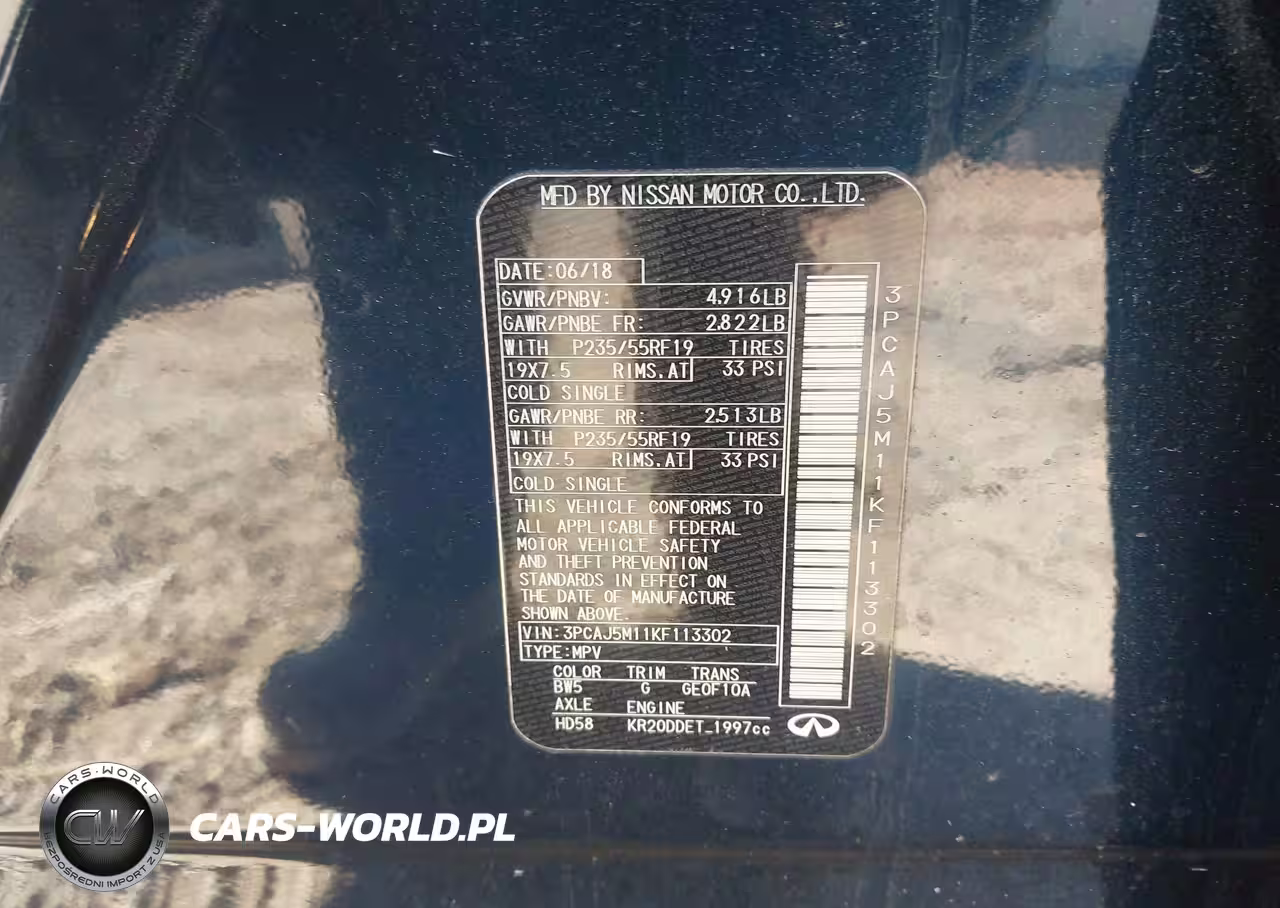 MFD BY NISSAN MOTOR CO.,LTD.
DATE:06/18
GVWR/PNBV: 4.916LB
GAWR/PNBE FR: 2.822LB
WITH P235/55RF19 TIRES
19X7.5 RIMS.AT 33 PSI
COLD SINGLE
GAWR/PNBE RR: 2.513LB
WITH P235/55RF19 TIRES
19X7.5 RIMS.AT 33 PSI
COLD SINGLE
THIS VEHICLE CONFORMS TO
ALL APPLICABLE FEDERAL
MOTOR VEHICLE SAFETY
AND THEFT PREVENTION
STANDARDS IN EFFECT ON
THE DATE OF MANUFACTURE
SHOWN ABOVE.
VIN:3PCAJ5M11KF113302
TYPE:MPV
COLOR TRIM TRANS
BW5 G GE0F10A
AXLE ENGINE
HD58 KR20DDET_1997cc
3PCAJ5M11KF113302
CARS-WORLD
CW
BEZPOŚREDNI IMPORT Z USA
CARS-WORLD.PL